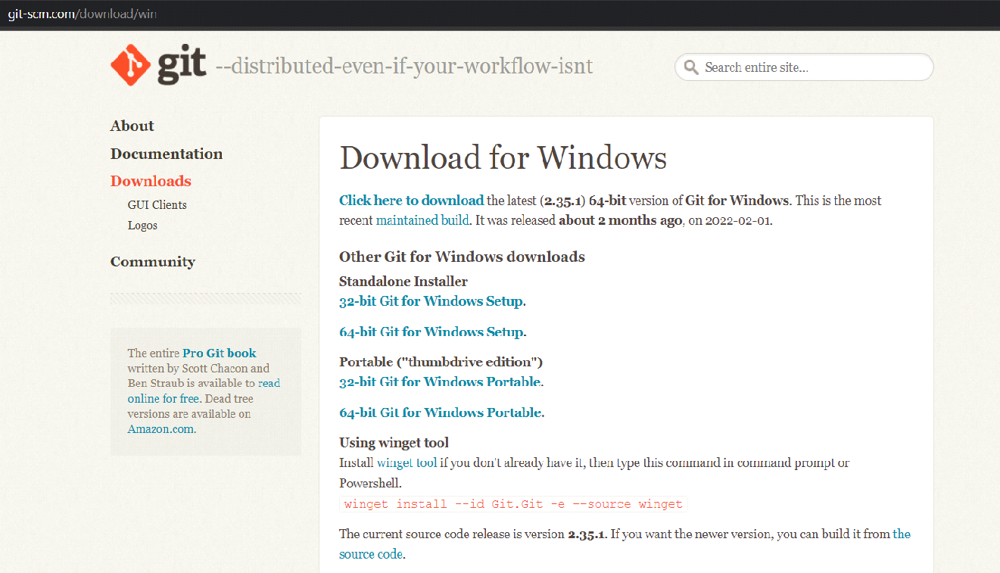 git-scm.com/download/win
git --distributed-even-if-your-workflow-isnt
Search entire site...
About
Documentation
Downloads
GUI Clients
Logos
Community
The entire Pro Git book
written by Scott Chacon and
Ben Straub is available to read
online for free. Dead tree
versions are available on
Amazon.com.
Download for Windows
Click here to download the latest (2.35.1) 64-bit version of Git for Windows. This is the most
recent maintained build. It was released about 2 months ago, on 2022-02-01.
Other Git for Windows downloads
Standalone Installer
32-bit Git for Windows Setup.
64-bit Git for Windows Setup.
Portable ("thumbdrive edition")
32-bit Git for Windows Portable.
64-bit Git for Windows Portable.
Using winget tool
Install winget tool if you don't already have it, then type this command in command prompt or
Powershell.
winget install --id Git.Git -e --source winget
The current source code release is version 2.35.1. If you want the newer version, you can build it from the
source code.